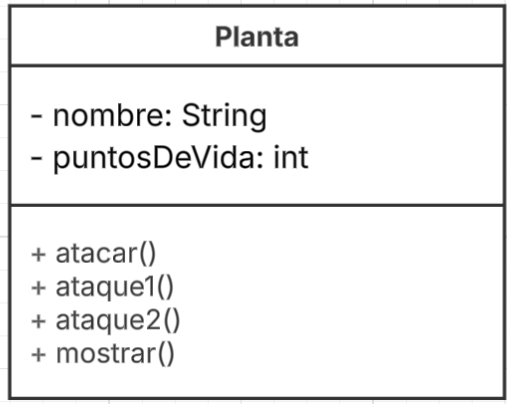 Planta
- nombre: String
- puntosDeVida: int
+ atacar()
+ ataque1()
+ ataque2()
+ mostrar()